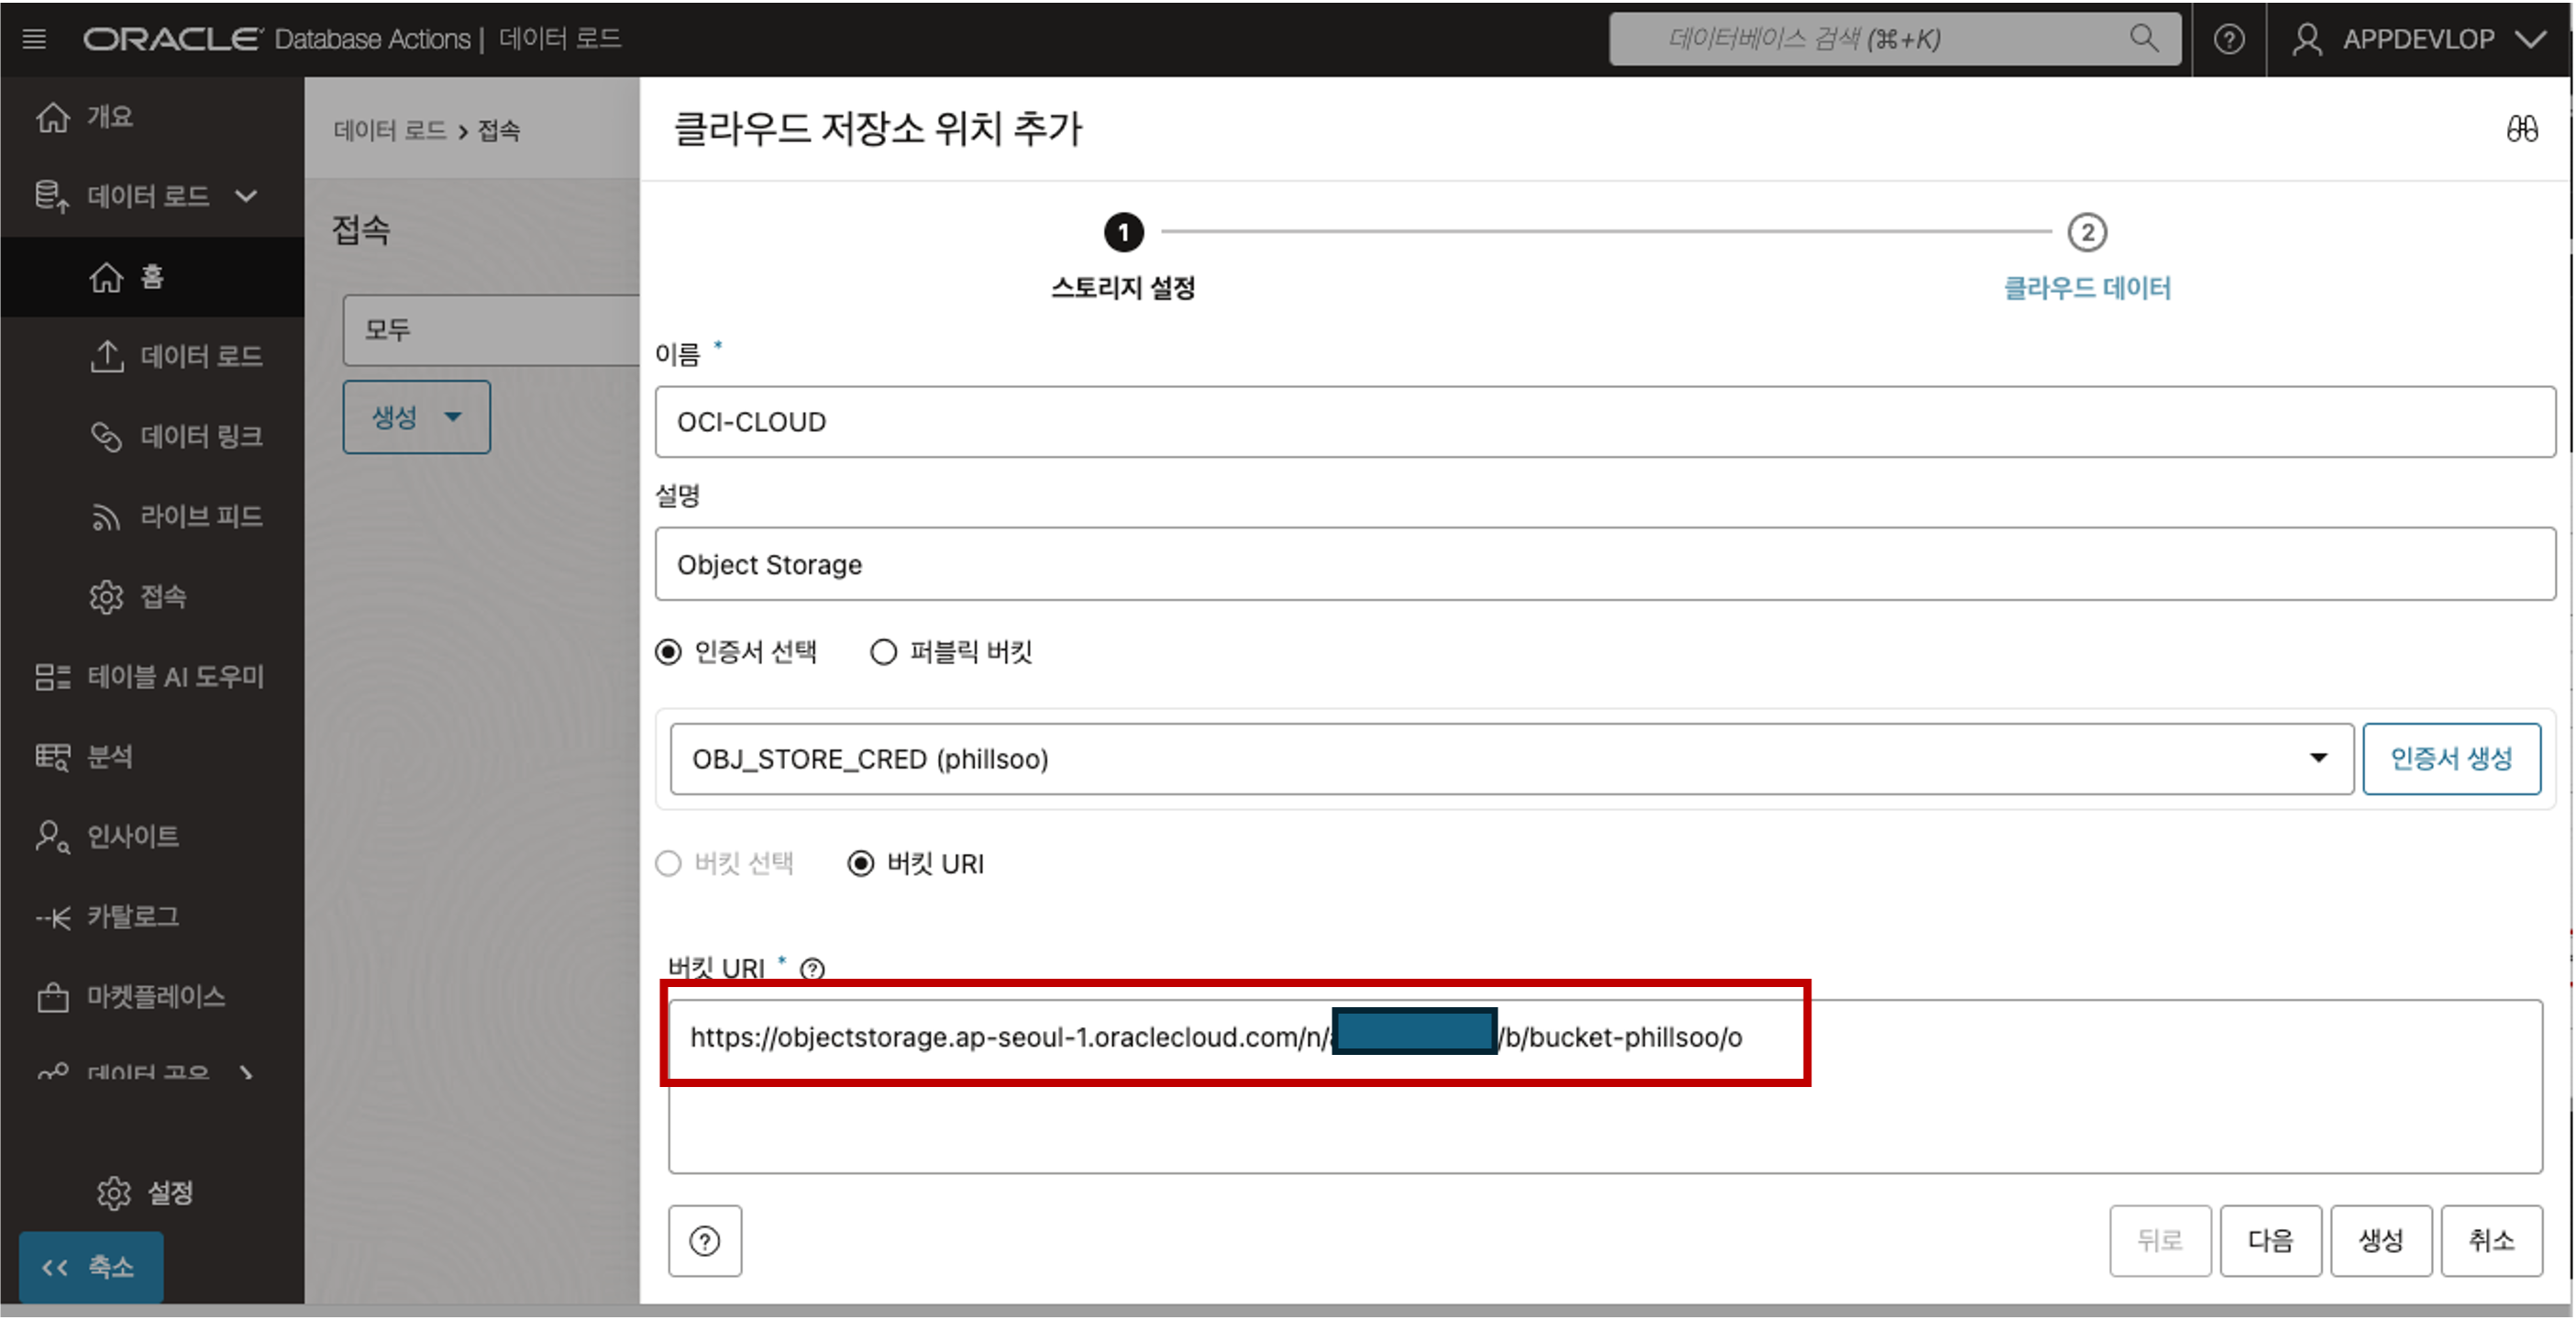 ORACLE Database Actions | 데이터 로드
데이터베이스 검색 (⌘+K)
APPDEVLOP
개요
데이터 로드
홈
데이터 로드
데이터 링크
라이브 피드
접속
테이블 AI 도우미
분석
인사이트
카탈로그
마켓플레이스
데이터 공유
설정
<< 축소
데이터 로드 > 접속
접속
모두
생성
클라우드 저장소 위치 추가
1
스토리지 설정
2
클라우드 데이터
이름 *
OCI-CLOUD
설명
Object Storage
인증서 선택
퍼블릭 버킷
OBJ_STORE_CRED (phillsoo)
인증서 생성
버킷 선택
버킷 URI
버킷 URI * ?
https://objectstorage.ap-seoul-1.oraclecloud.com/n/ /b/bucket-phillsoo/o
?
뒤로
다음
생성
취소